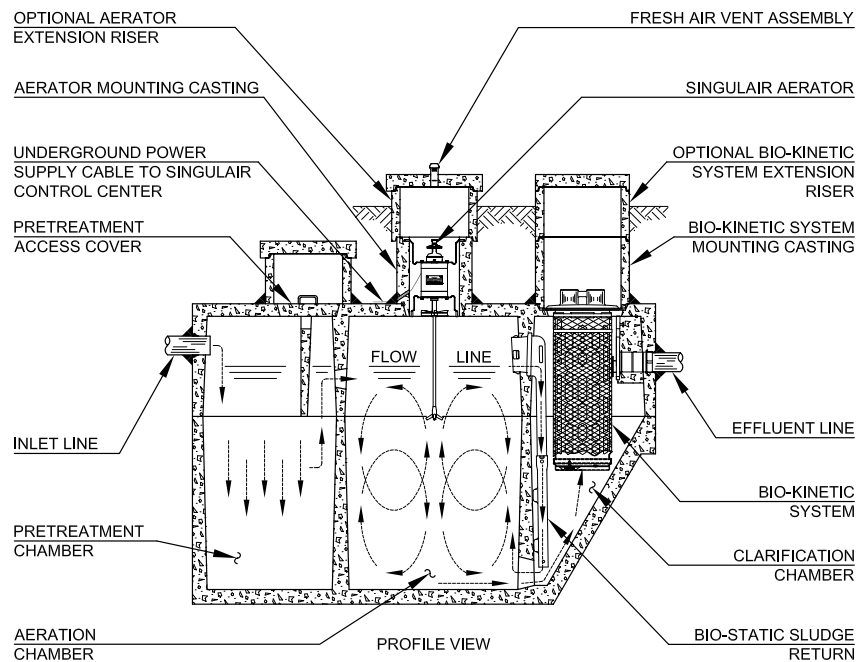 OPTIONAL AERATOR
EXTENSION RISER
AERATOR MOUNTING CASTING
UNDERGROUND POWER
SUPPLY CABLE TO SINGULAIR
CONTROL CENTER
PRETREATMENT
ACCESS COVER
INLET LINE
PRETREATMENT
CHAMBER
AERATION
CHAMBER
FLOW LINE
PROFILE VIEW
FRESH AIR VENT ASSEMBLY
SINGULAIR AERATOR
OPTIONAL BIO-KINETIC
SYSTEM EXTENSION
RISER
BIO-KINETIC SYSTEM
MOUNTING CASTING
EFFLUENT LINE
BIO-KINETIC
SYSTEM
CLARIFICATION
CHAMBER
BIO-STATIC SLUDGE
RETURN